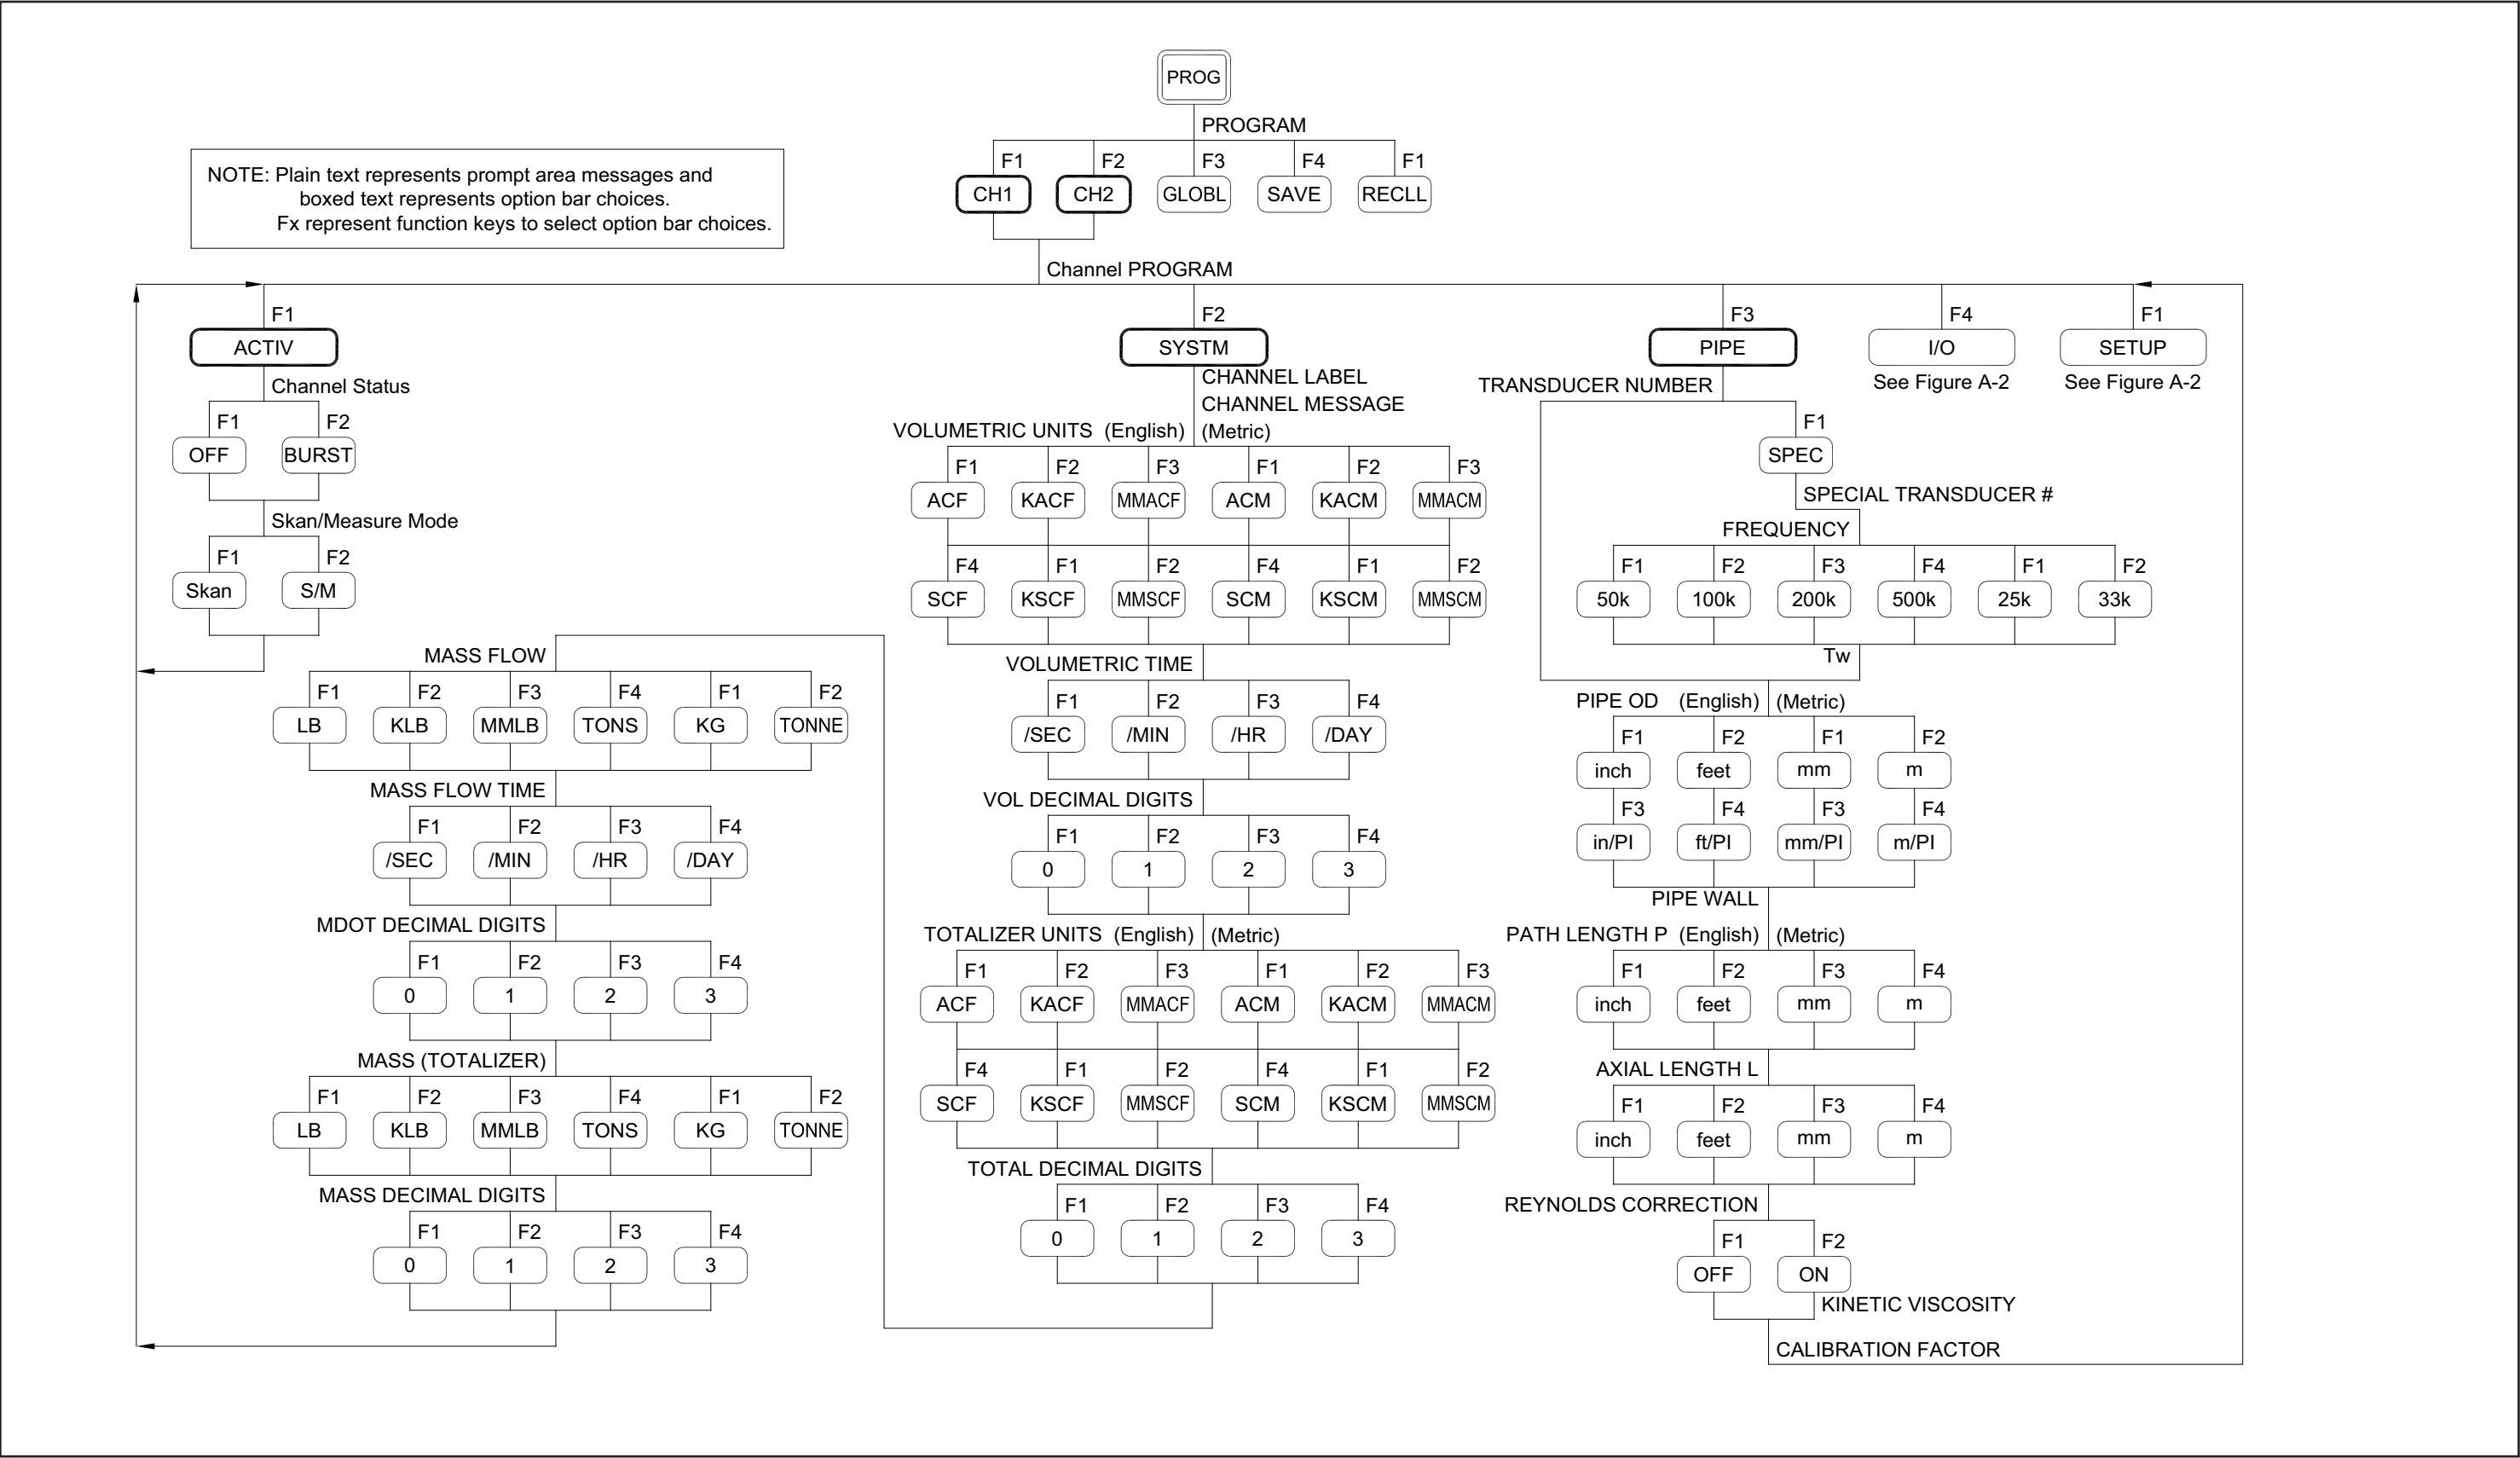 PROG
PROGRAM
F1 F2 F3 F4 F1
CH1 CH2 GLOBL SAVE RECLL
NOTE: Plain text represents prompt area messages and
boxed text represents option bar choices.
Fx represent function keys to select option bar choices.
Channel PROGRAM
F1
ACTIV
Channel Status
F1 F2
OFF BURST
Skan/Measure Mode
F1 F2
Skan S/M
F2
SYSTM
CHANNEL LABEL
CHANNEL MESSAGE
VOLUMETRIC UNITS (English) (Metric)
F1 F2 F3 F1 F2 F3
ACF KACF MMACF ACM KACM MMACM
F4 F1 F2 F4 F1 F2
SCF KSCF MMSCF SCM KSCM MMSCM
VOLUMETRIC TIME
F1 F2 F3 F4
/SEC /MIN /HR /DAY
VOL DECIMAL DIGITS
F1 F2 F3 F4
0 1 2 3
TOTALIZER UNITS (English) (Metric)
F1 F2 F3 F1 F2 F3
ACF KACF MMACF ACM KACM MMACM
F4 F1 F2 F4 F1 F2
SCF KSCF MMSCF SCM KSCM MMSCM
TOTAL DECIMAL DIGITS
F1 F2 F3 F4
0 1 2 3
MASS FLOW
F1 F2 F3 F4 F1 F2
LB KLB MMLB TONS KG TONNE
MASS FLOW TIME
F1 F2 F3 F4
/SEC /MIN /HR /DAY
MDOT DECIMAL DIGITS
F1 F2 F3 F4
0 1 2 3
MASS (TOTALIZER)
F1 F2 F3 F4 F1 F2
LB KLB MMLB TONS KG TONNE
MASS DECIMAL DIGITS
F1 F2 F3 F4
0 1 2 3
F3
PIPE
TRANSDUCER NUMBER
F1
SPEC
SPECIAL TRANSDUCER #
FREQUENCY
F1 F2 F3 F4 F1 F2
50k 100k 200k 500k 25k 33k
Tw
PIPE OD (English) (Metric)
F1 F2 F1 F2
inch feet mm m
F3 F4 F3 F4
in/PI ft/PI mm/PI m/PI
PIPE WALL
PATH LENGTH P (English) (Metric)
F1 F2 F3 F4
inch feet mm m
AXIAL LENGTH L
F1 F2 F3 F4
inch feet mm m
REYNOLDS CORRECTION
F1 F2
OFF ON
KINETIC VISCOSITY
CALIBRATION FACTOR
F4
I/O
See Figure A-2
F1
SETUP
See Figure A-2